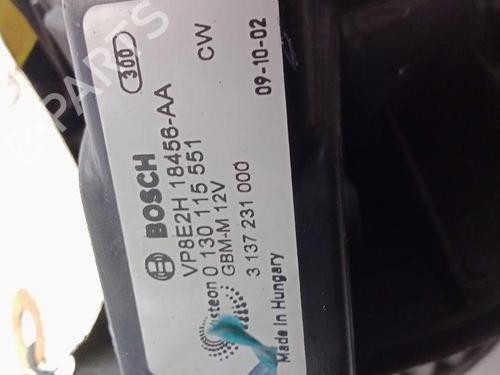 300
CW
09-10-02
BOSCH
VP8E2H 18456-AA
0 130 115 551
GBM-M 12V
3 137 231 000
steon
Made in Hungary
B-PARTS